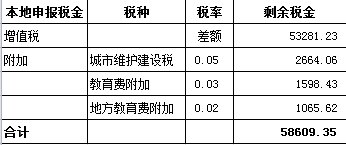 本地申报税金 税种 税率 剩余税金
增值税 差额 53281.23
附加 城市维护建设税 0.05 2664.06
教育费附加 0.03 1598.43
地方教育费附加 0.02 1065.62
合计 58609.35